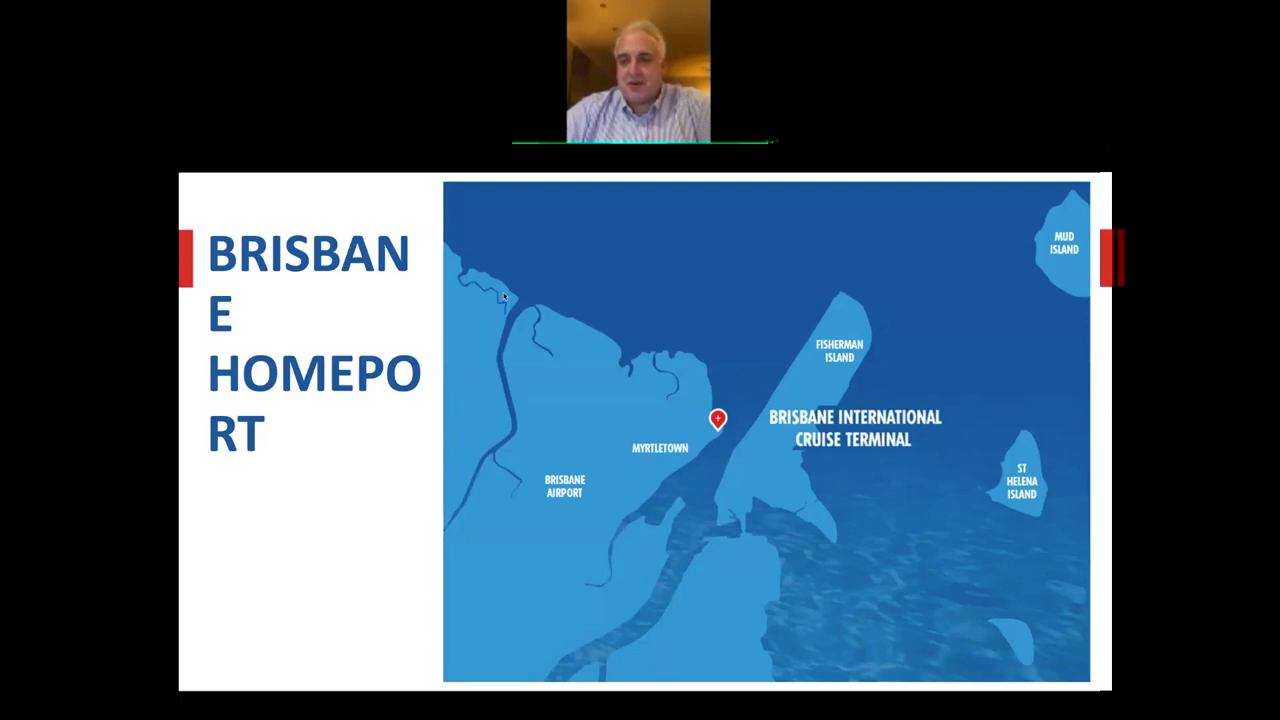 BRISBAN
E
HOMEPO
RT
MUD
ISLAND
FISHERMAN
ISLAND
BRISBANE INTERNATIONAL
CRUISE TERMINAL
MYRTLETOWN
BRISBANE
AIRPORT
ST
HELENA
ISLAND